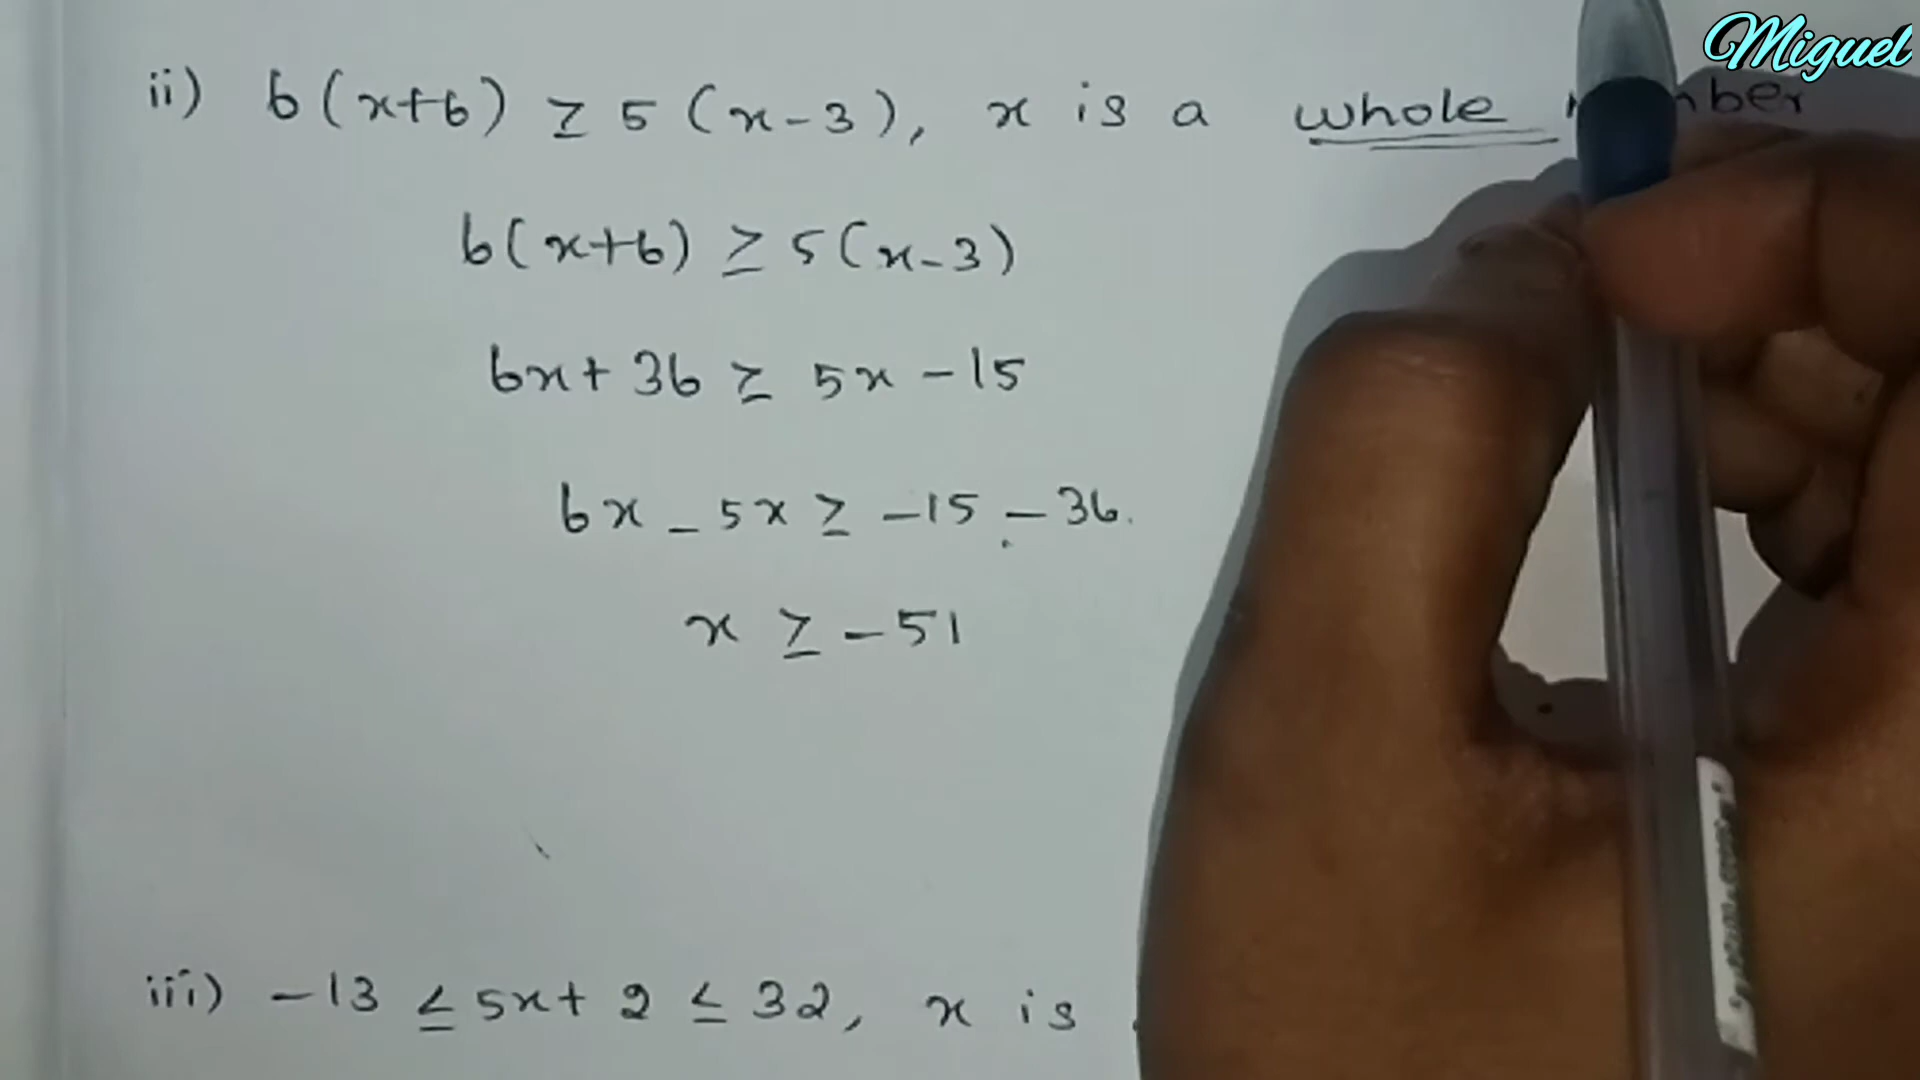 Miguel
ii) 6(x+6) ≥ 5(x-3), x is a whole
6(x+6) ≥ 5(x-3)
6x+36 ≥ 5x-15
6x-5x ≥ -15-36.
x ≥ -51
iii) -13 ≤ 5x+2 ≤ 32, x is